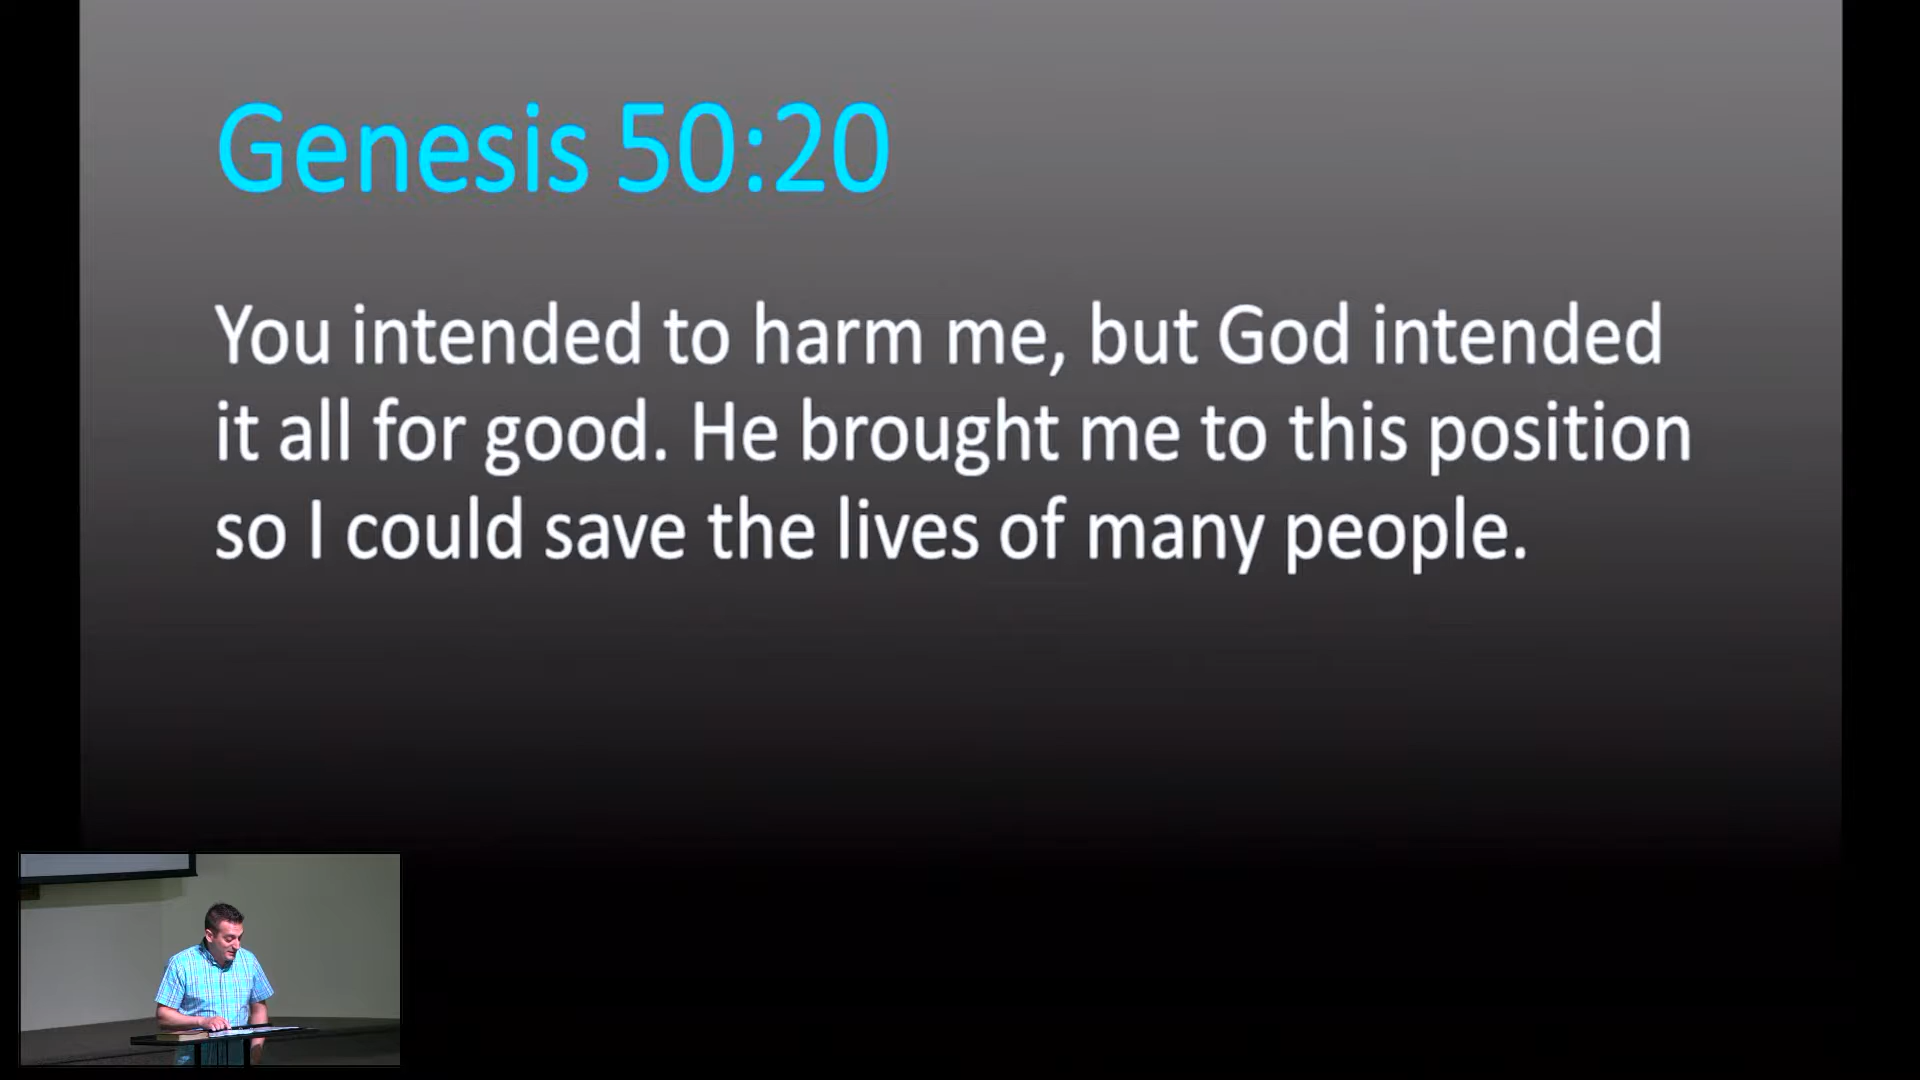 Genesis 50:20
You intended to harm me, but God intended
it all for good. He brought me to this position
so I could save the lives of many people.